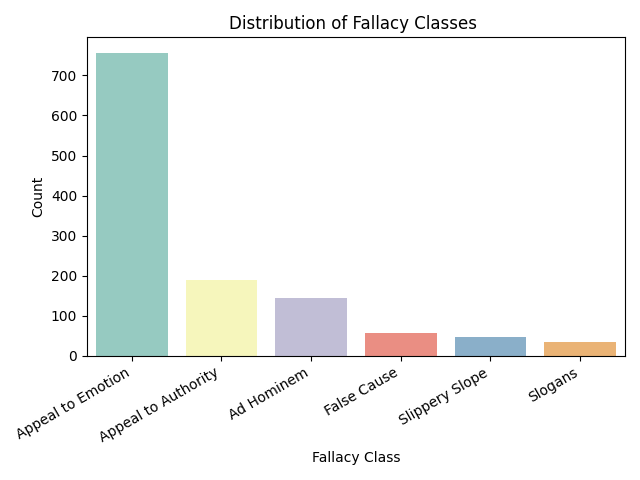 Distribution of Fallacy Classes
700
600
500
400
300
200
100
0
Count
Appeal to Emotion
Appeal to Authority
Ad Hominem
False Cause
Slippery Slope
Slogans
Fallacy Class